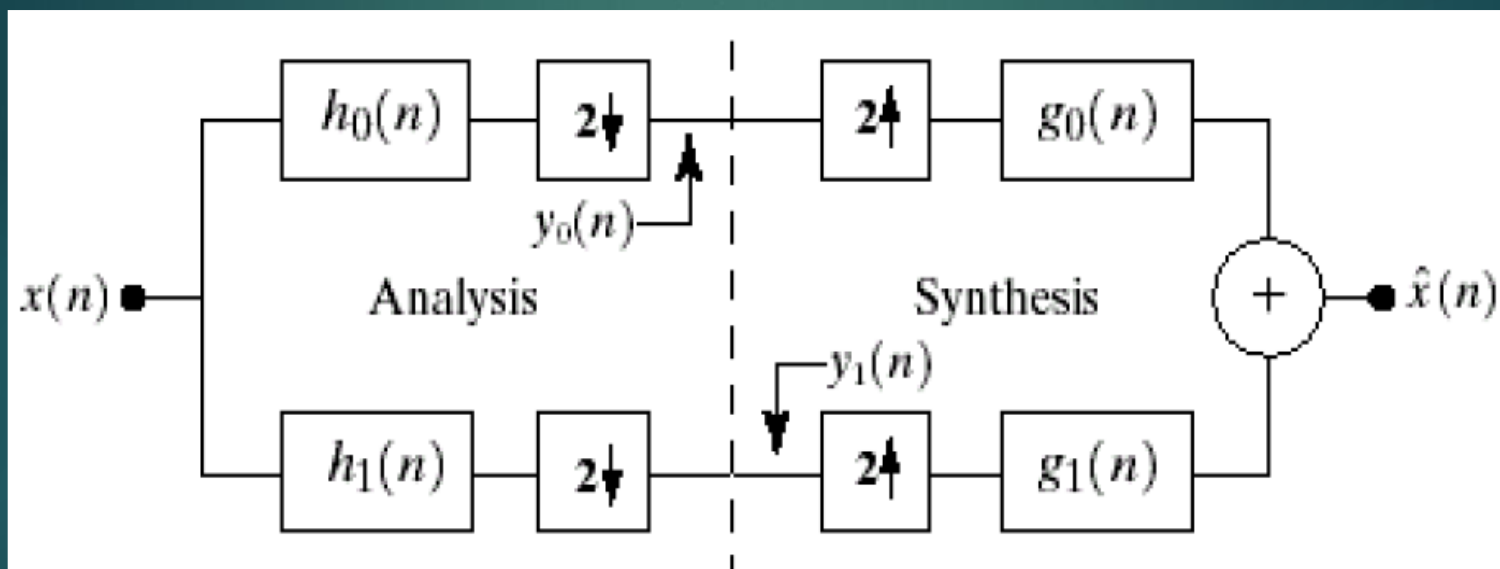 h₀(n) 2↓ 2↑ g₀(n)
y₀(n)
x(n) Analysis Synthesis + x̂(n)
y₁(n)
h₁(n) 2↓ 2↑ g₁(n)